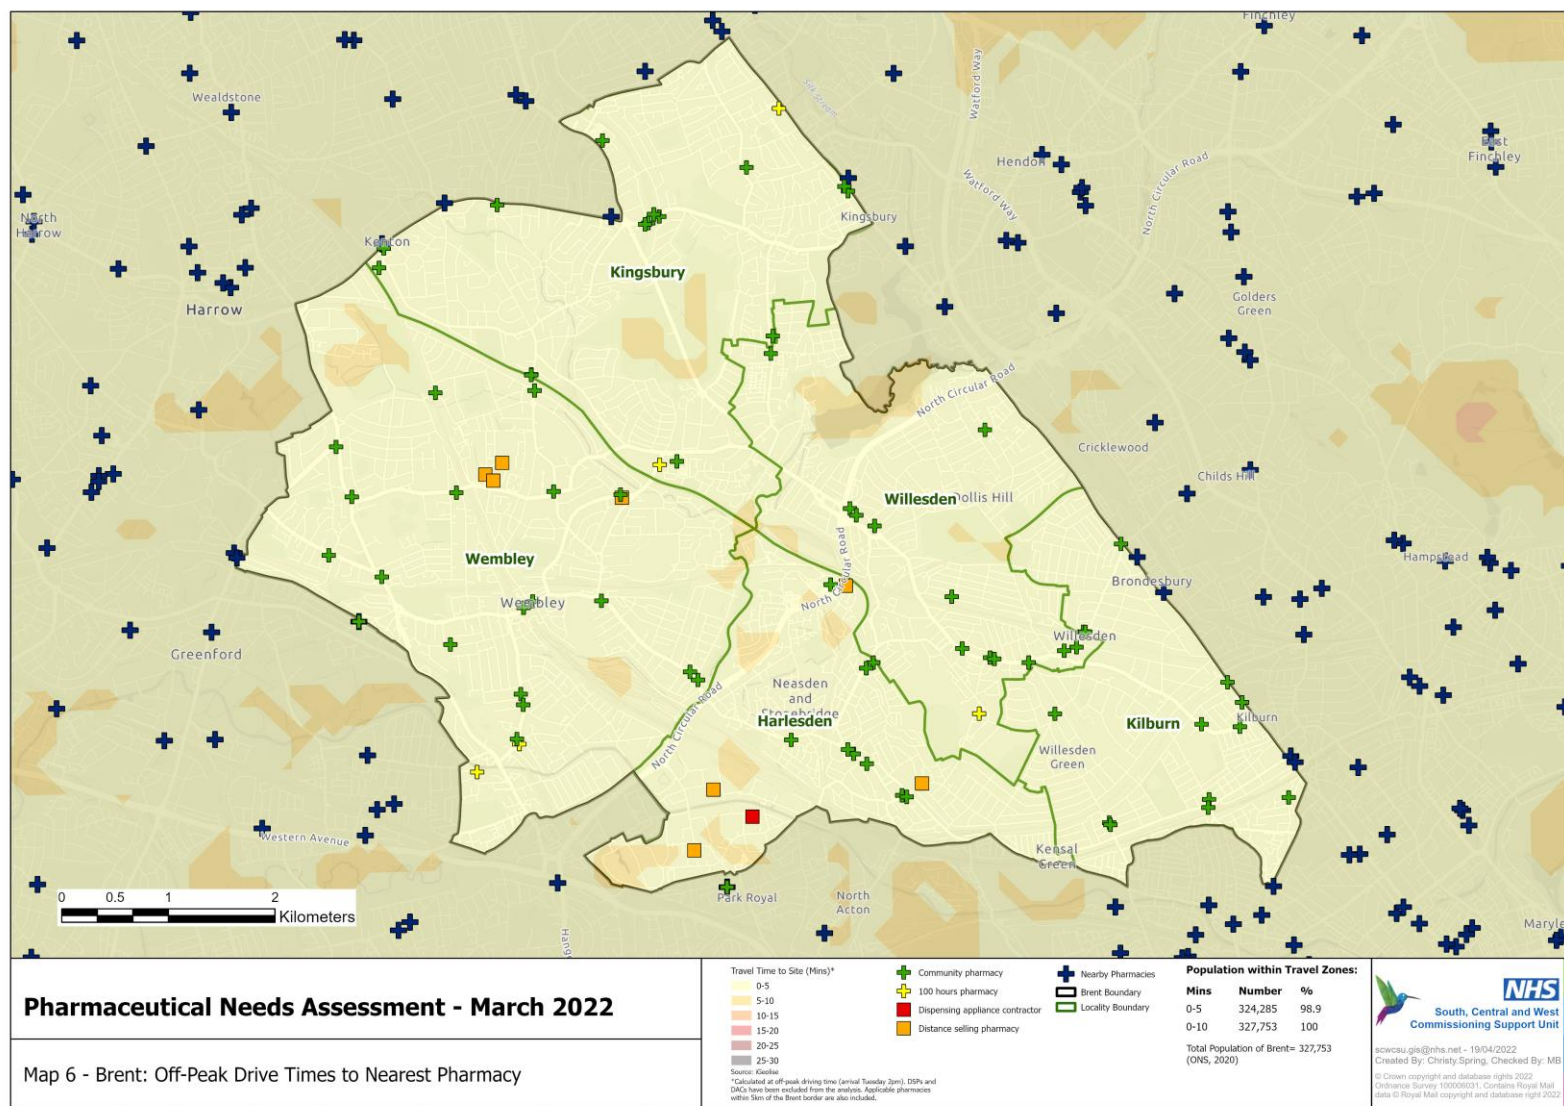 Finchley
Wealdstone
Silk Stream
Watford Way
Hendon
East
Finchley
North Circular Road
Watford Way
North
Harrow
Kenton
Kingsbury
Kingsbury
Harrow
Golders
Green
North Circular Road
Cricklewood
Childs Hill
Willesden
Dollis Hill
Wembley
North Circular Road
Hampstead
Brondesbury
Wembley
Willesden
Greenford
Neasden
and
Stonebridge
Harlesden
Kilburn
Kilburn
North Circular Road
Willesden
Green
Western Avenue
Kensal
Green
Park Royal
North
Acton
Hange
Maryle
0 0.5 1 2
Kilometers
Pharmaceutical Needs Assessment - March 2022
Map 6 - Brent: Off-Peak Drive Times to Nearest Pharmacy
Travel Time to Site (Mins)*
0-5
5-10
10-15
15-20
20-25
25-30
Source: iGeolise
*Calculated at off-peak driving time (arrival Tuesday 2pm). DSPs and
DACs have been excluded from the analysis. Applicable pharmacies
within 5km of the Brent border are also included.
Community pharmacy
100 hours pharmacy
Dispensing appliance contractor
Distance selling pharmacy
Nearby Pharmacies
Brent Boundary
Locality Boundary
Population within Travel Zones:
Mins Number %
0-5 324,285 98.9
0-10 327,753 100
Total Population of Brent= 327,753
(ONS, 2020)
NHS
South, Central and West
Commissioning Support Unit
scwcsu.gis@nhs.net - 19/04/2022
Created By: Christy.Spring, Checked By: MB
© Crown copyright and database rights 2022
Ordnance Survey 100006031. Contains Royal Mail
data © Royal Mail copyright and database right 2022